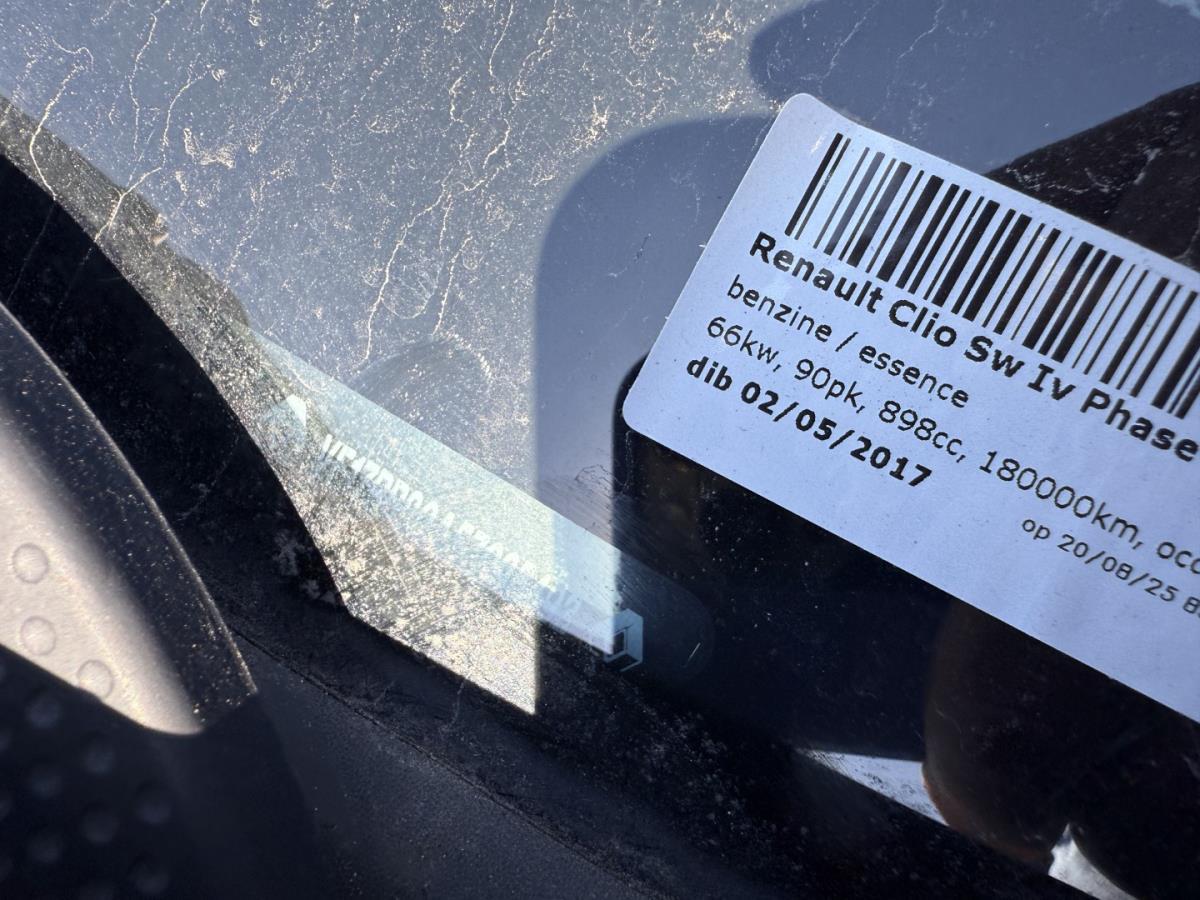 Renault Clio Sw Iv Phase
benzine / essence
66kw, 90pk, 898cc, 180000km,
dib 02/05/2017
op 20/08/25